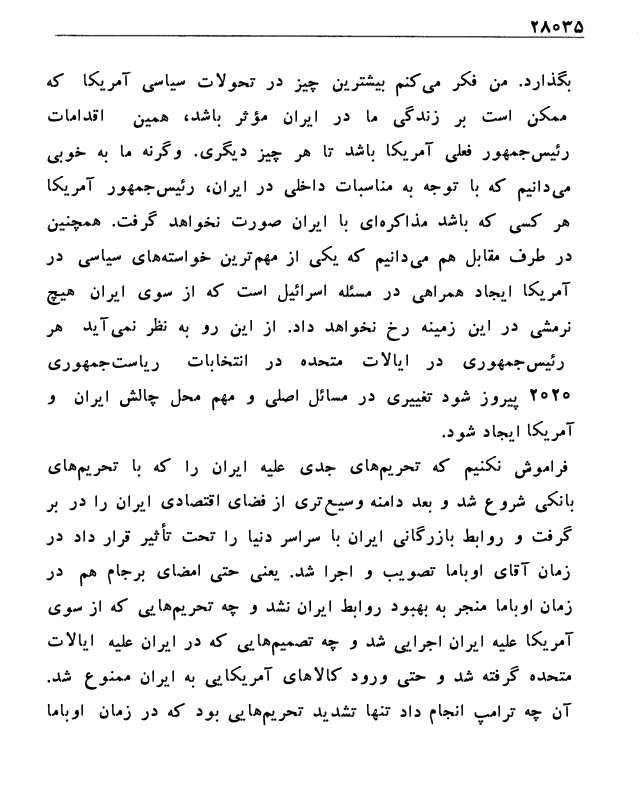 ۲۸۰۳۵
بگذارد. من فکر می‌کنم بیشترین چیز در تحولات سیاسی آمریکا که
ممکن است بر زندگی ما در ایران مؤثر باشد، همین اقدامات
رئیس‌جمهور فعلی آمریکا باشد تا هر چیز دیگری. وگرنه ما به خوبی
می‌دانیم که با توجه به مناسبات داخلی در ایران، رئیس‌جمهور آمریکا
هر کسی که باشد مذاکره‌ای با ایران صورت نخواهد گرفت. همچنین
در طرف مقابل هم می‌دانیم که یکی از مهم‌ترین خواسته‌های سیاسی در
آمریکا ایجاد همراهی در مسئله اسرائیل است که از سوی ایران هیچ
نرمشی در این زمینه رخ نخواهد داد. از این رو به نظر نمی‌آید هر
رئیس‌جمهوری در ایالات متحده در انتخابات ریاست‌جمهوری
۲۰۲۰ پیروز شود تغییری در مسائل اصلی و مهم محل چالش ایران و
آمریکا ایجاد شود.
فراموش نکنیم که تحریم‌های جدی علیه ایران را که با تحریم‌های
بانکی شروع شد و بعد دامنه وسیع‌تری از فضای اقتصادی ایران را در بر
گرفت و روابط بازرگانی ایران با سراسر دنیا را تحت تأثیر قرار داد در
زمان آقای اوباما تصویب و اجرا شد. یعنی حتی امضای برجام هم در
زمان اوباما منجر به بهبود روابط ایران نشد و چه تحریم‌هایی که از سوی
آمریکا علیه ایران اجرایی شد و چه تصمیم‌هایی که در ایران علیه ایالات
متحده گرفته شد و حتی ورود کالاهای آمریکایی به ایران ممنوع شد.
آن چه ترامپ انجام داد تنها تشدید تحریم‌هایی بود که در زمان اوباما